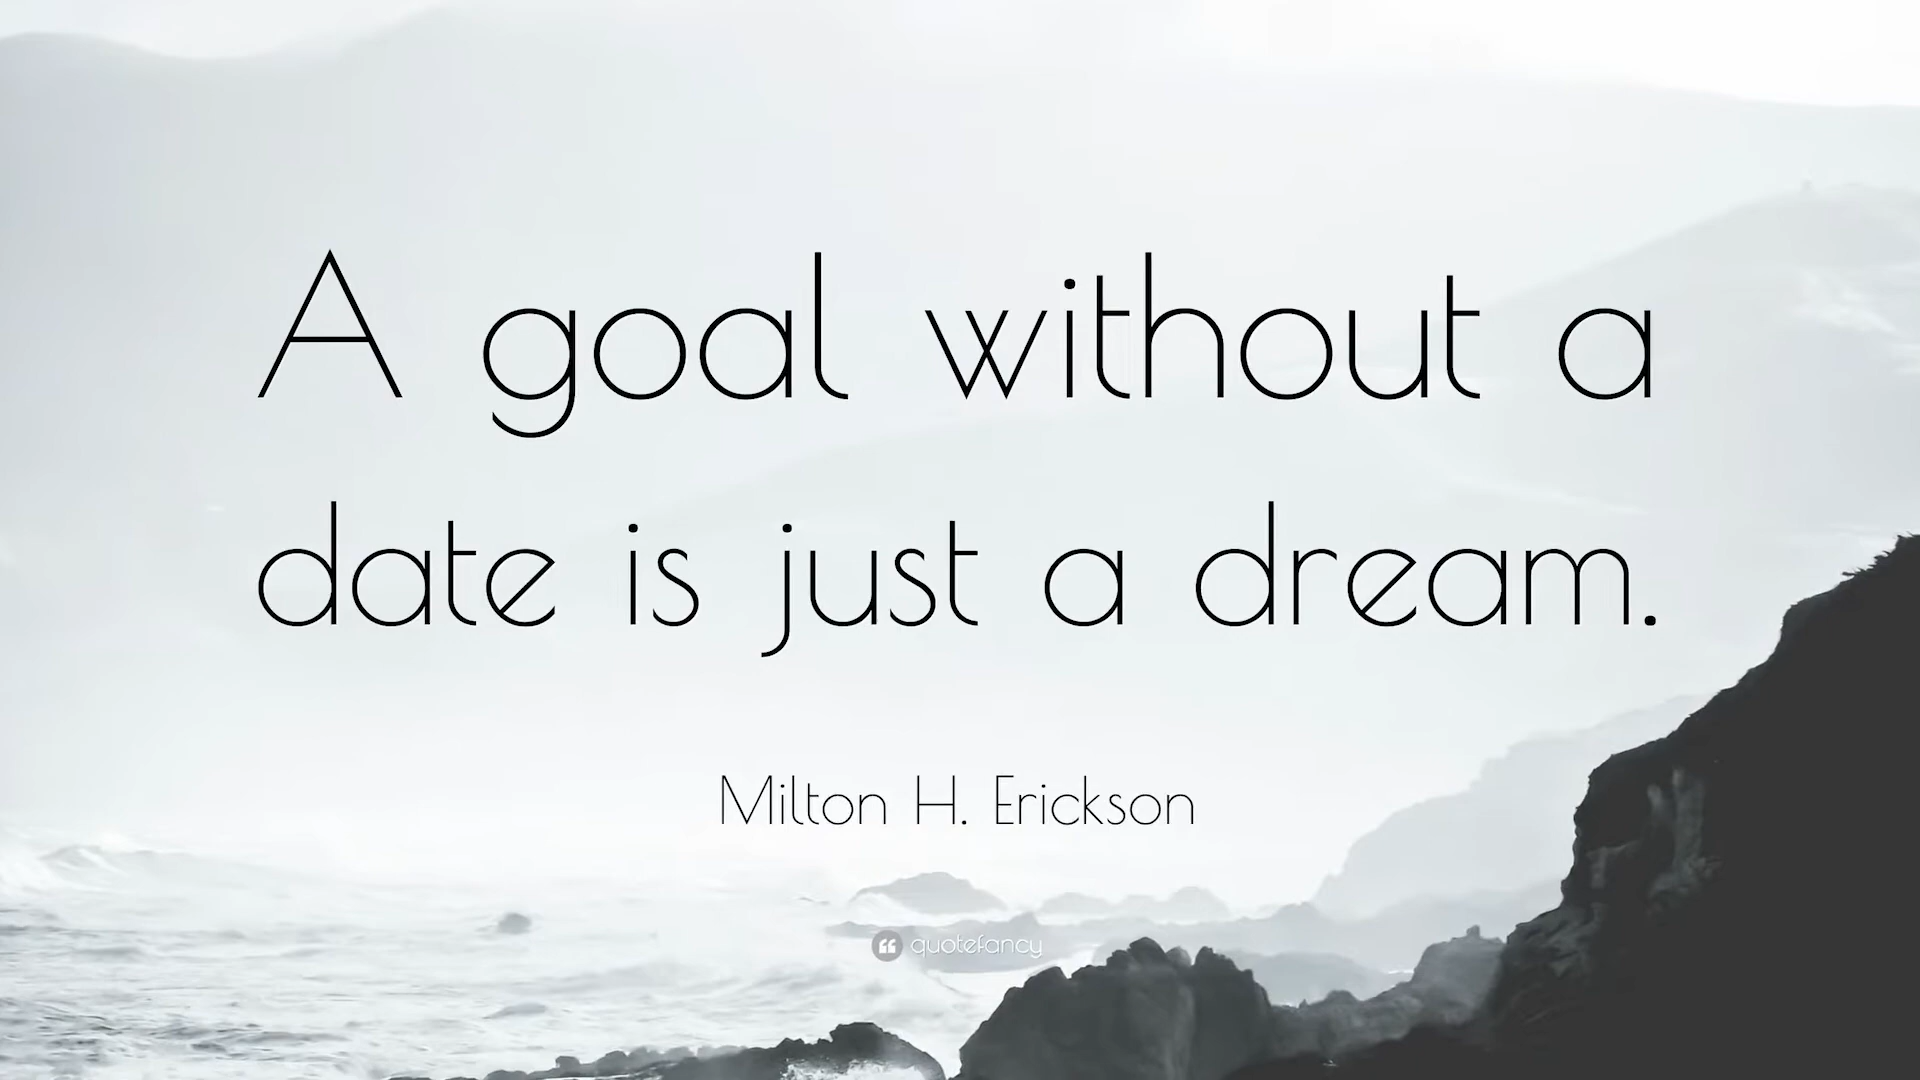 A goal without a
date is just a dream.
Milton H. Erickson
quotefancy